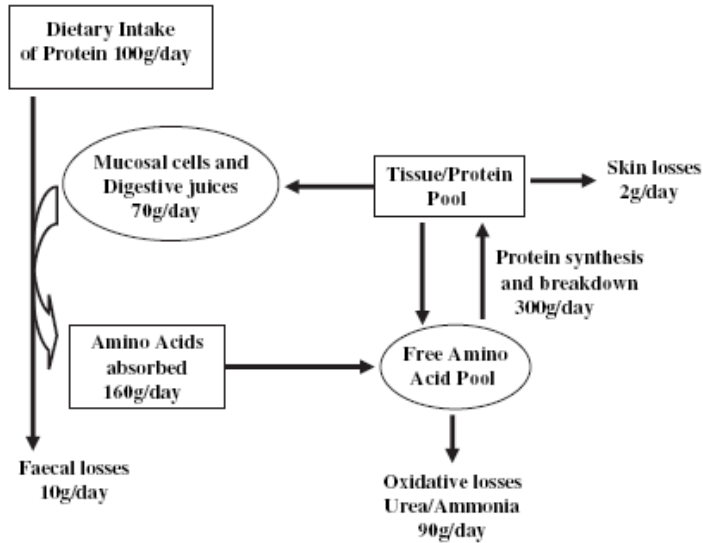 Dietary Intake
of Protein 100g/day
Mucosal cells and
Digestive juices
70g/day
Tissue/Protein
Pool
Skin losses
2g/day
Protein synthesis
and breakdown
300g/day
Amino Acids
absorbed
160g/day
Free Amino
Acid Pool
Faecal losses
10g/day
Oxidative losses
Urea/Ammonia
90g/day